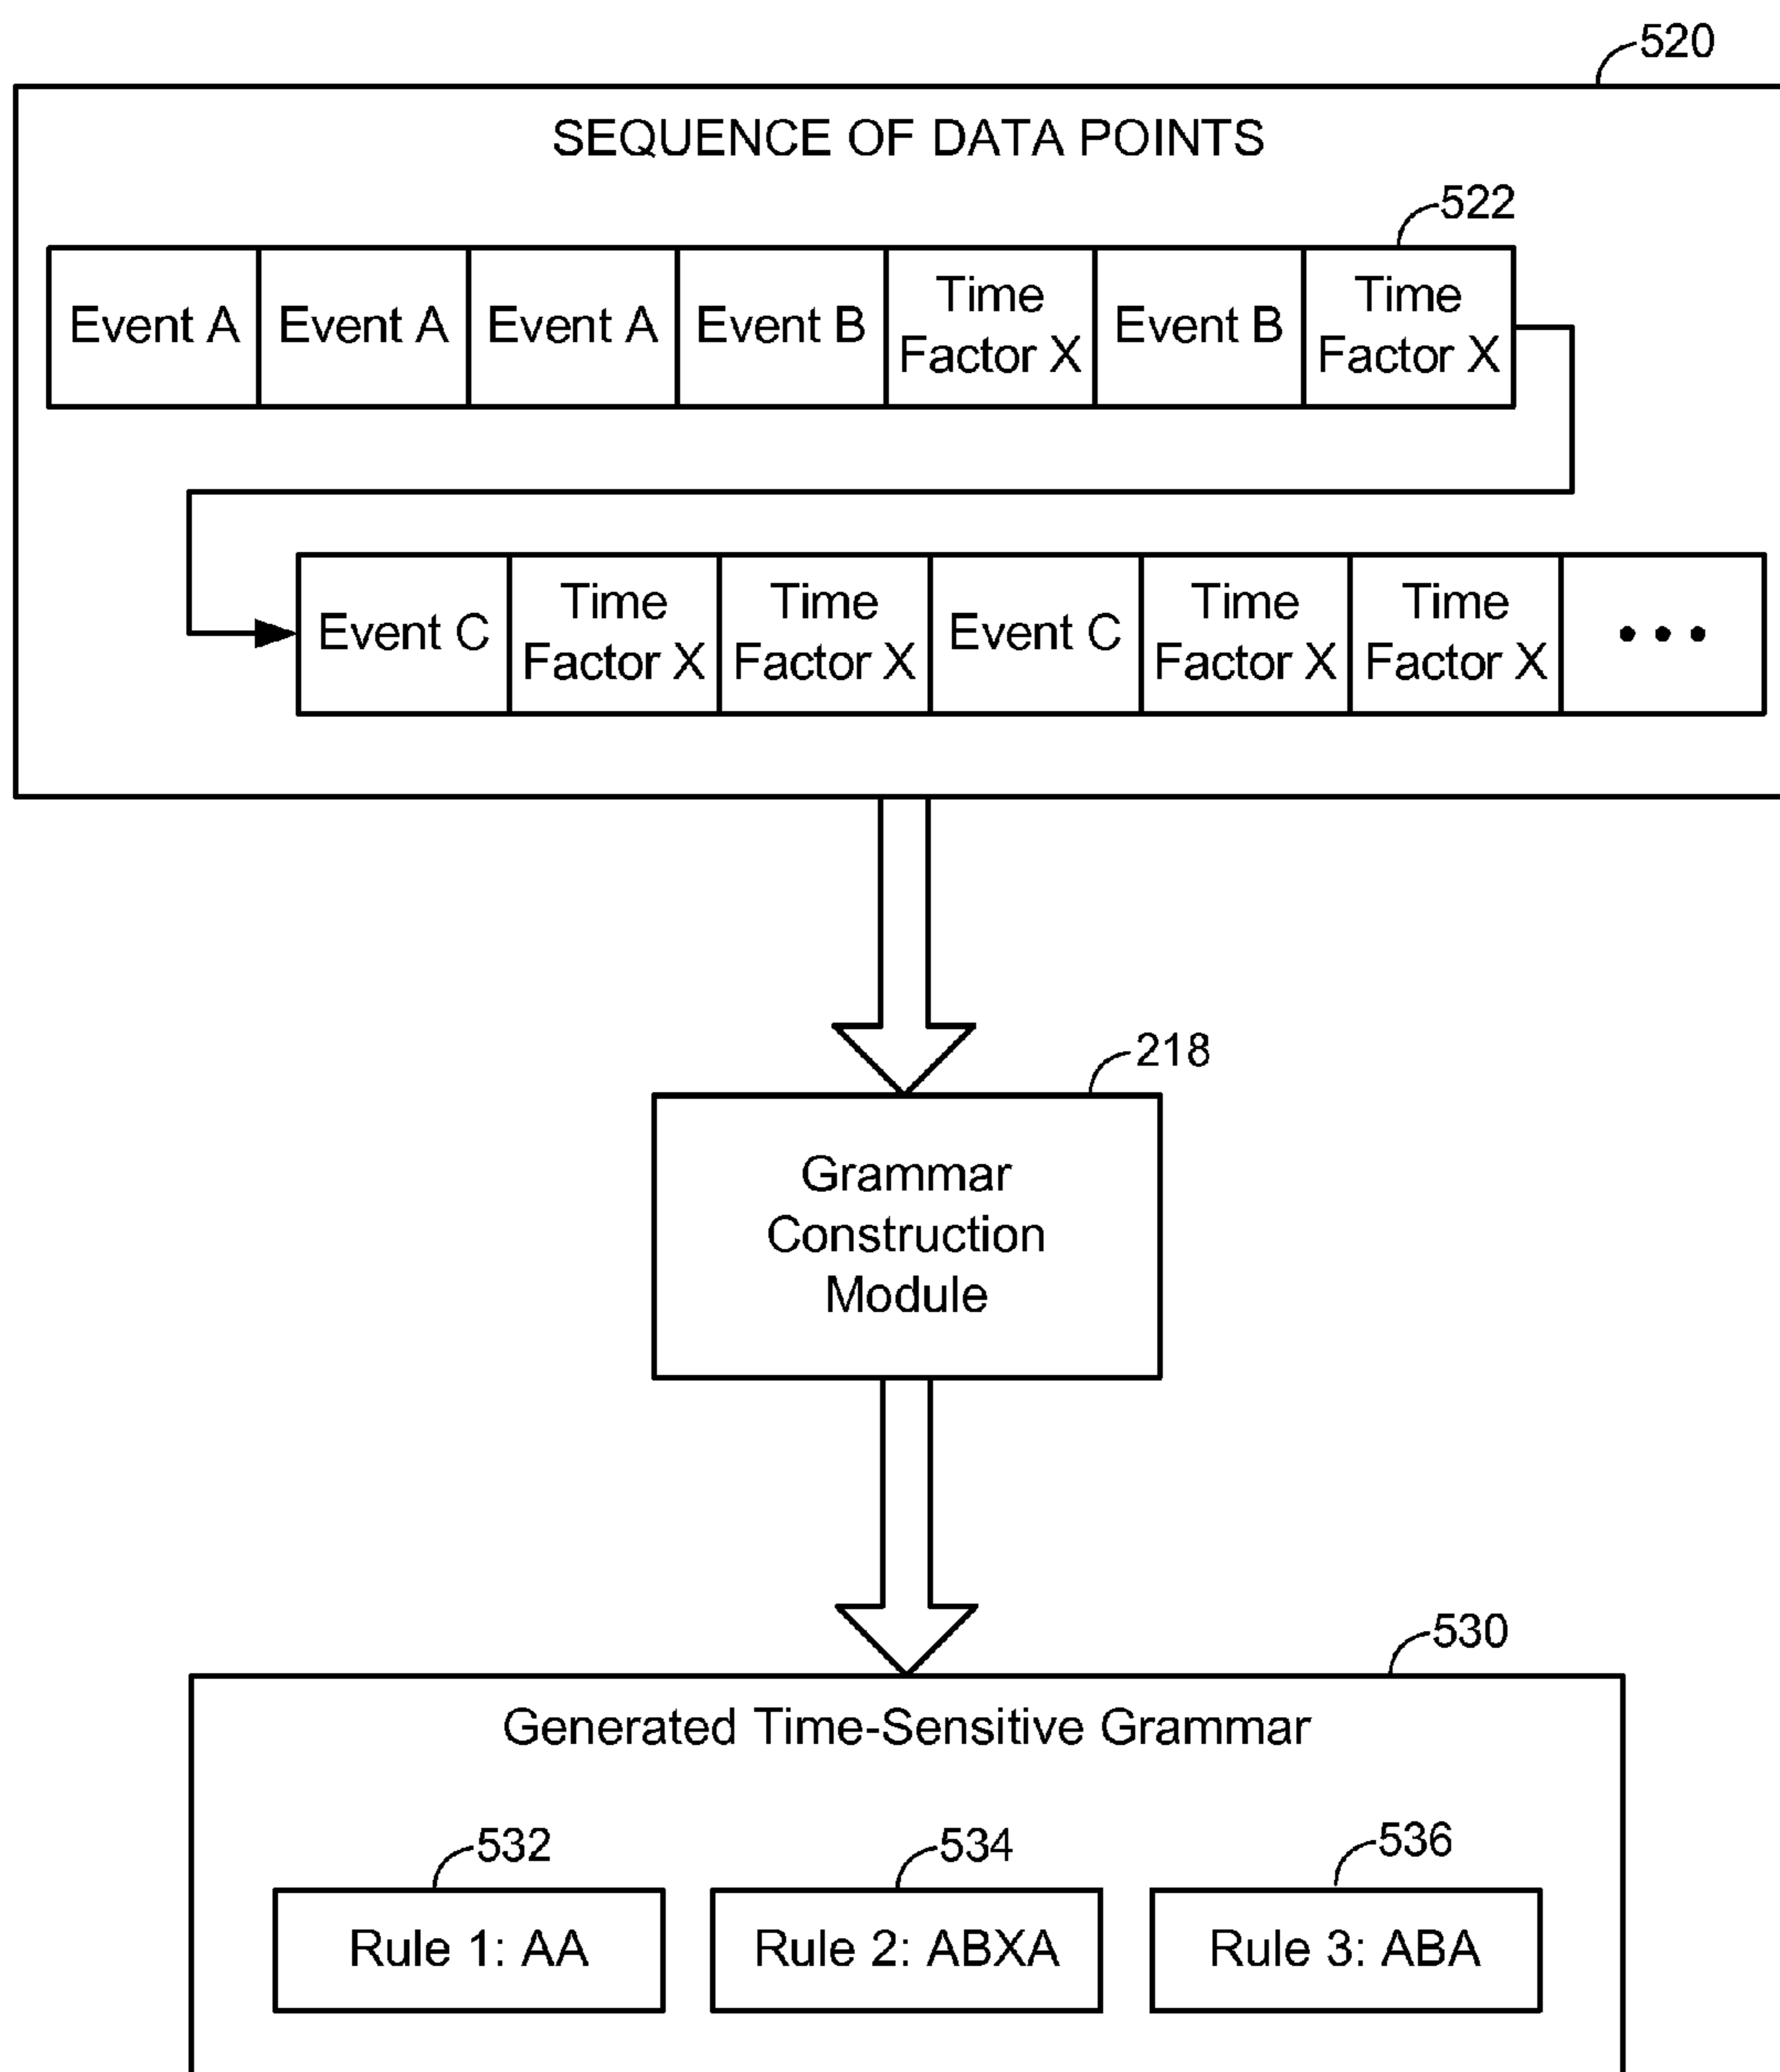 520
SEQUENCE OF DATA POINTS
522
Event A
Event A
Event A
Event B
Time
Factor X
Event B
Time
Factor X
Event C
Time
Factor X
Time
Factor X
Event C
Time
Factor X
Time
Factor X
•••
218
Grammar
Construction
Module
530
Generated Time-Sensitive Grammar
532
534
536
Rule 1: AA
Rule 2: ABXA
Rule 3: ABA